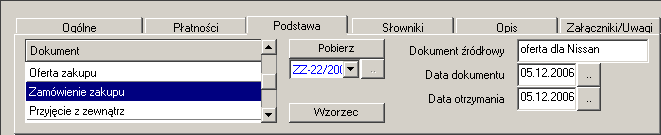 Ogólne Płatności Podstawa Słowniki Opis Załączniki/Uwagi
Dokument Pobierz Dokument źródłowy oferta dla Nissan
Oferta zakupu ZZ-22/200 .. Data dokumentu 05.12.2006 ..
Zamówienie zakupu Data otrzymania 05.12.2006 ..
Przyjęcie z zewnątrz Wzorzec